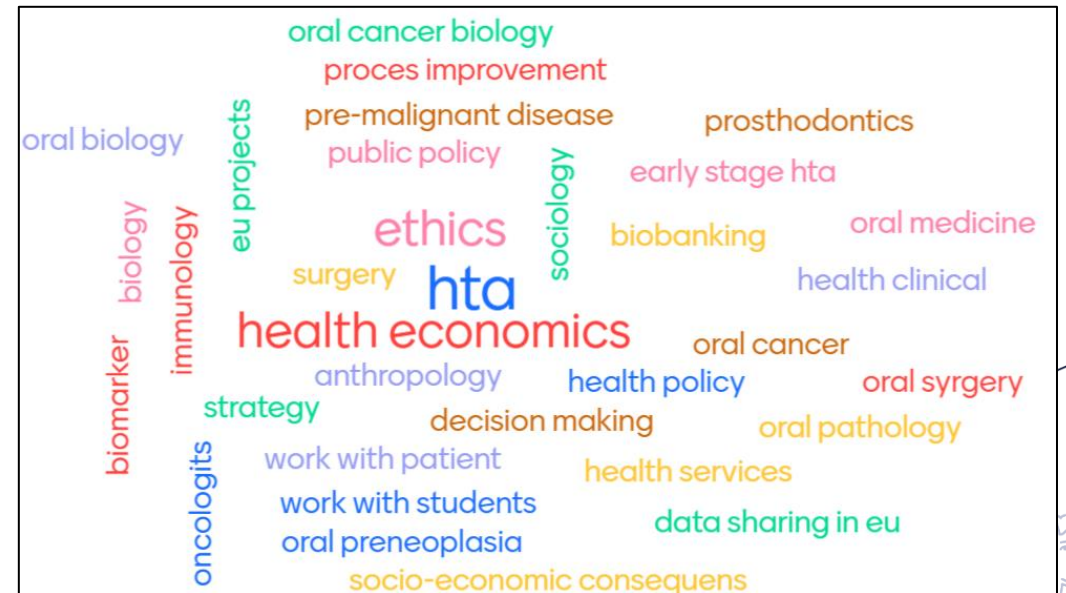 oral cancer biology
proces improvement
pre-malignant disease
prosthodontics
oral biology
eu projects
public policy
sociology
early stage hta
biology
immunology
ethics
biobanking
oral medicine
surgery
hta
health clinical
health economics
oral cancer
biomarker
anthropology
health policy
oral syrgery
strategy
decision making
oral pathology
oncologits
work with patient
health services
work with students
data sharing in eu
oral preneoplasia
socio-economic consequens